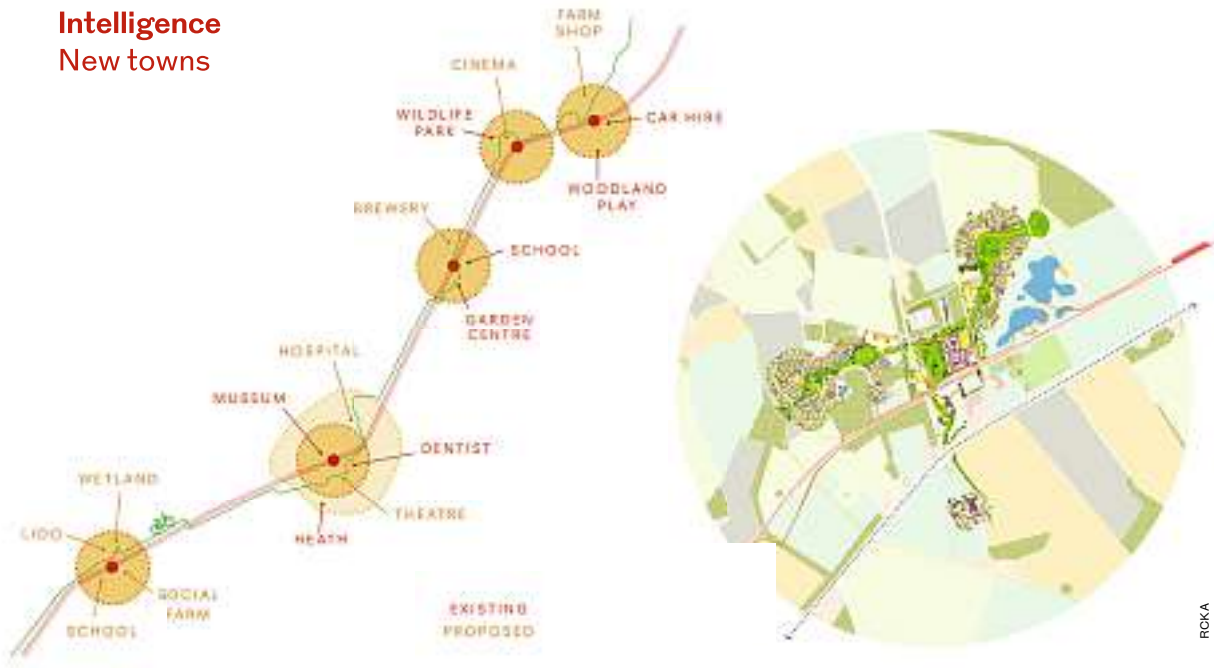 Intelligence
New towns
FARM
SHOP
CINEMA
WILDLIFE
PARK
CAR HIRE
WOODLAND
PLAY
BREWERY
SCHOOL
GARDEN
CENTRE
HOSPITAL
MUSEUM
DENTIST
WETLAND
THEATRE
LIDO
HEATH
SOCIAL
FARM
SCHOOL
EXISTING
PROPOSED
RCKA